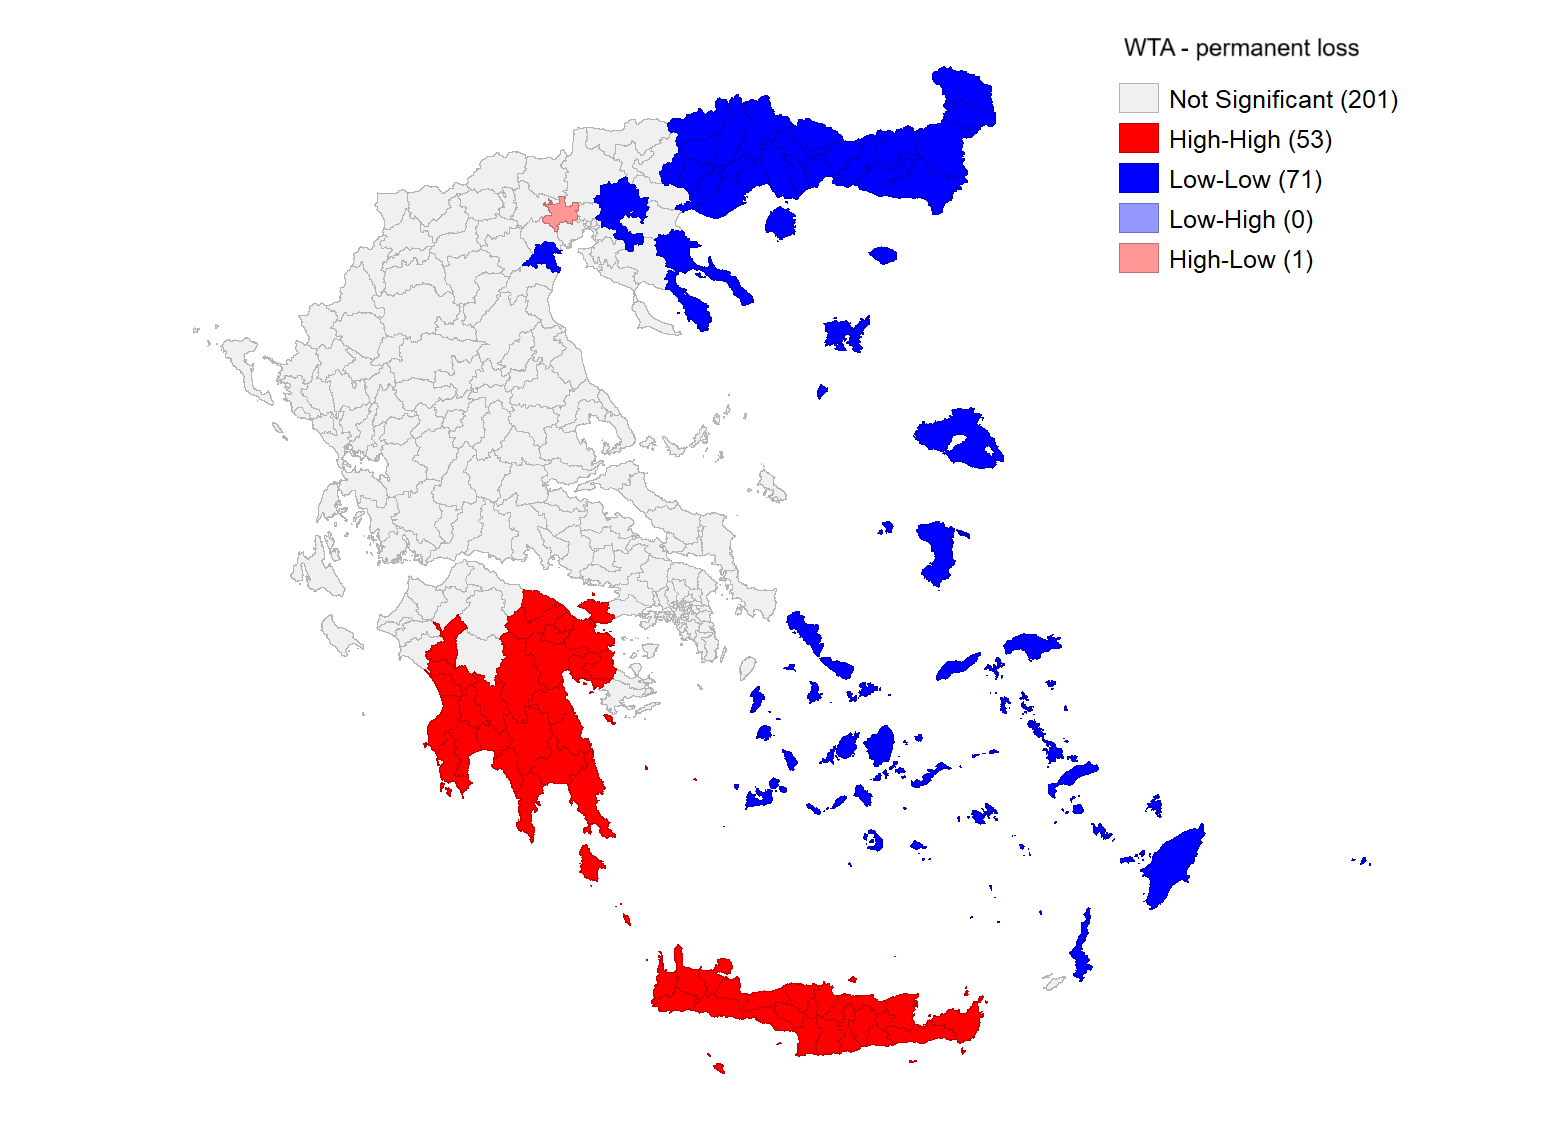 WTA - permanent loss
Not Significant (201)
High-High (53)
Low-Low (71)
Low-High (0)
High-Low (1)